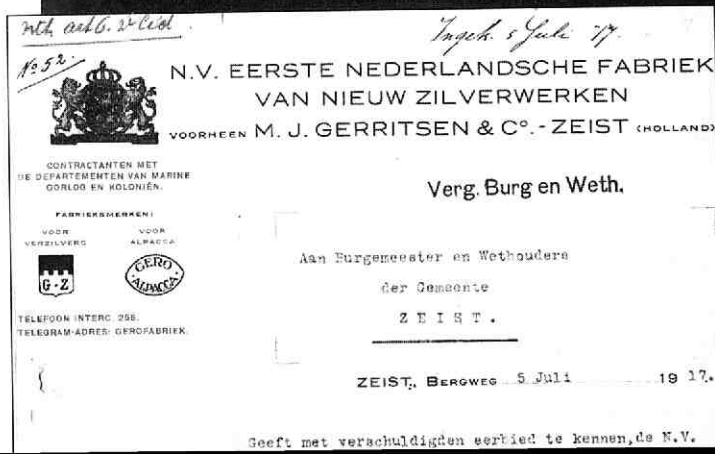 Ingek. 5 Juli 17.
No 52.
N.V. EERSTE NEDERLANDSCHE FABRIEK
VAN NIEUW ZILVERWERKEN
VOORHEEN M. J. GERRITSEN & Co. - ZEIST (HOLLAND)
CONTRACTANTEN MET
DE DEPARTEMENTEN VAN MARINE
OORLOG EN KOLONIËN.
Verg. Burg en Weth.
FABRIEKSMERKEN:
VOOR VERZILVERD
VOOR ALPACCA
G-Z
GERO
ALPACCA
Aan Burgemeester en Wethouders
der Gemeente
ZEIST.
TELEFOON INTERC. 256.
TELEGRAM-ADRES: GEROFABRIEK.
ZEIST, BERGWEG 5 Juli 1917.
Geeft met verschuldigden eerbied te kennen, de N.V.